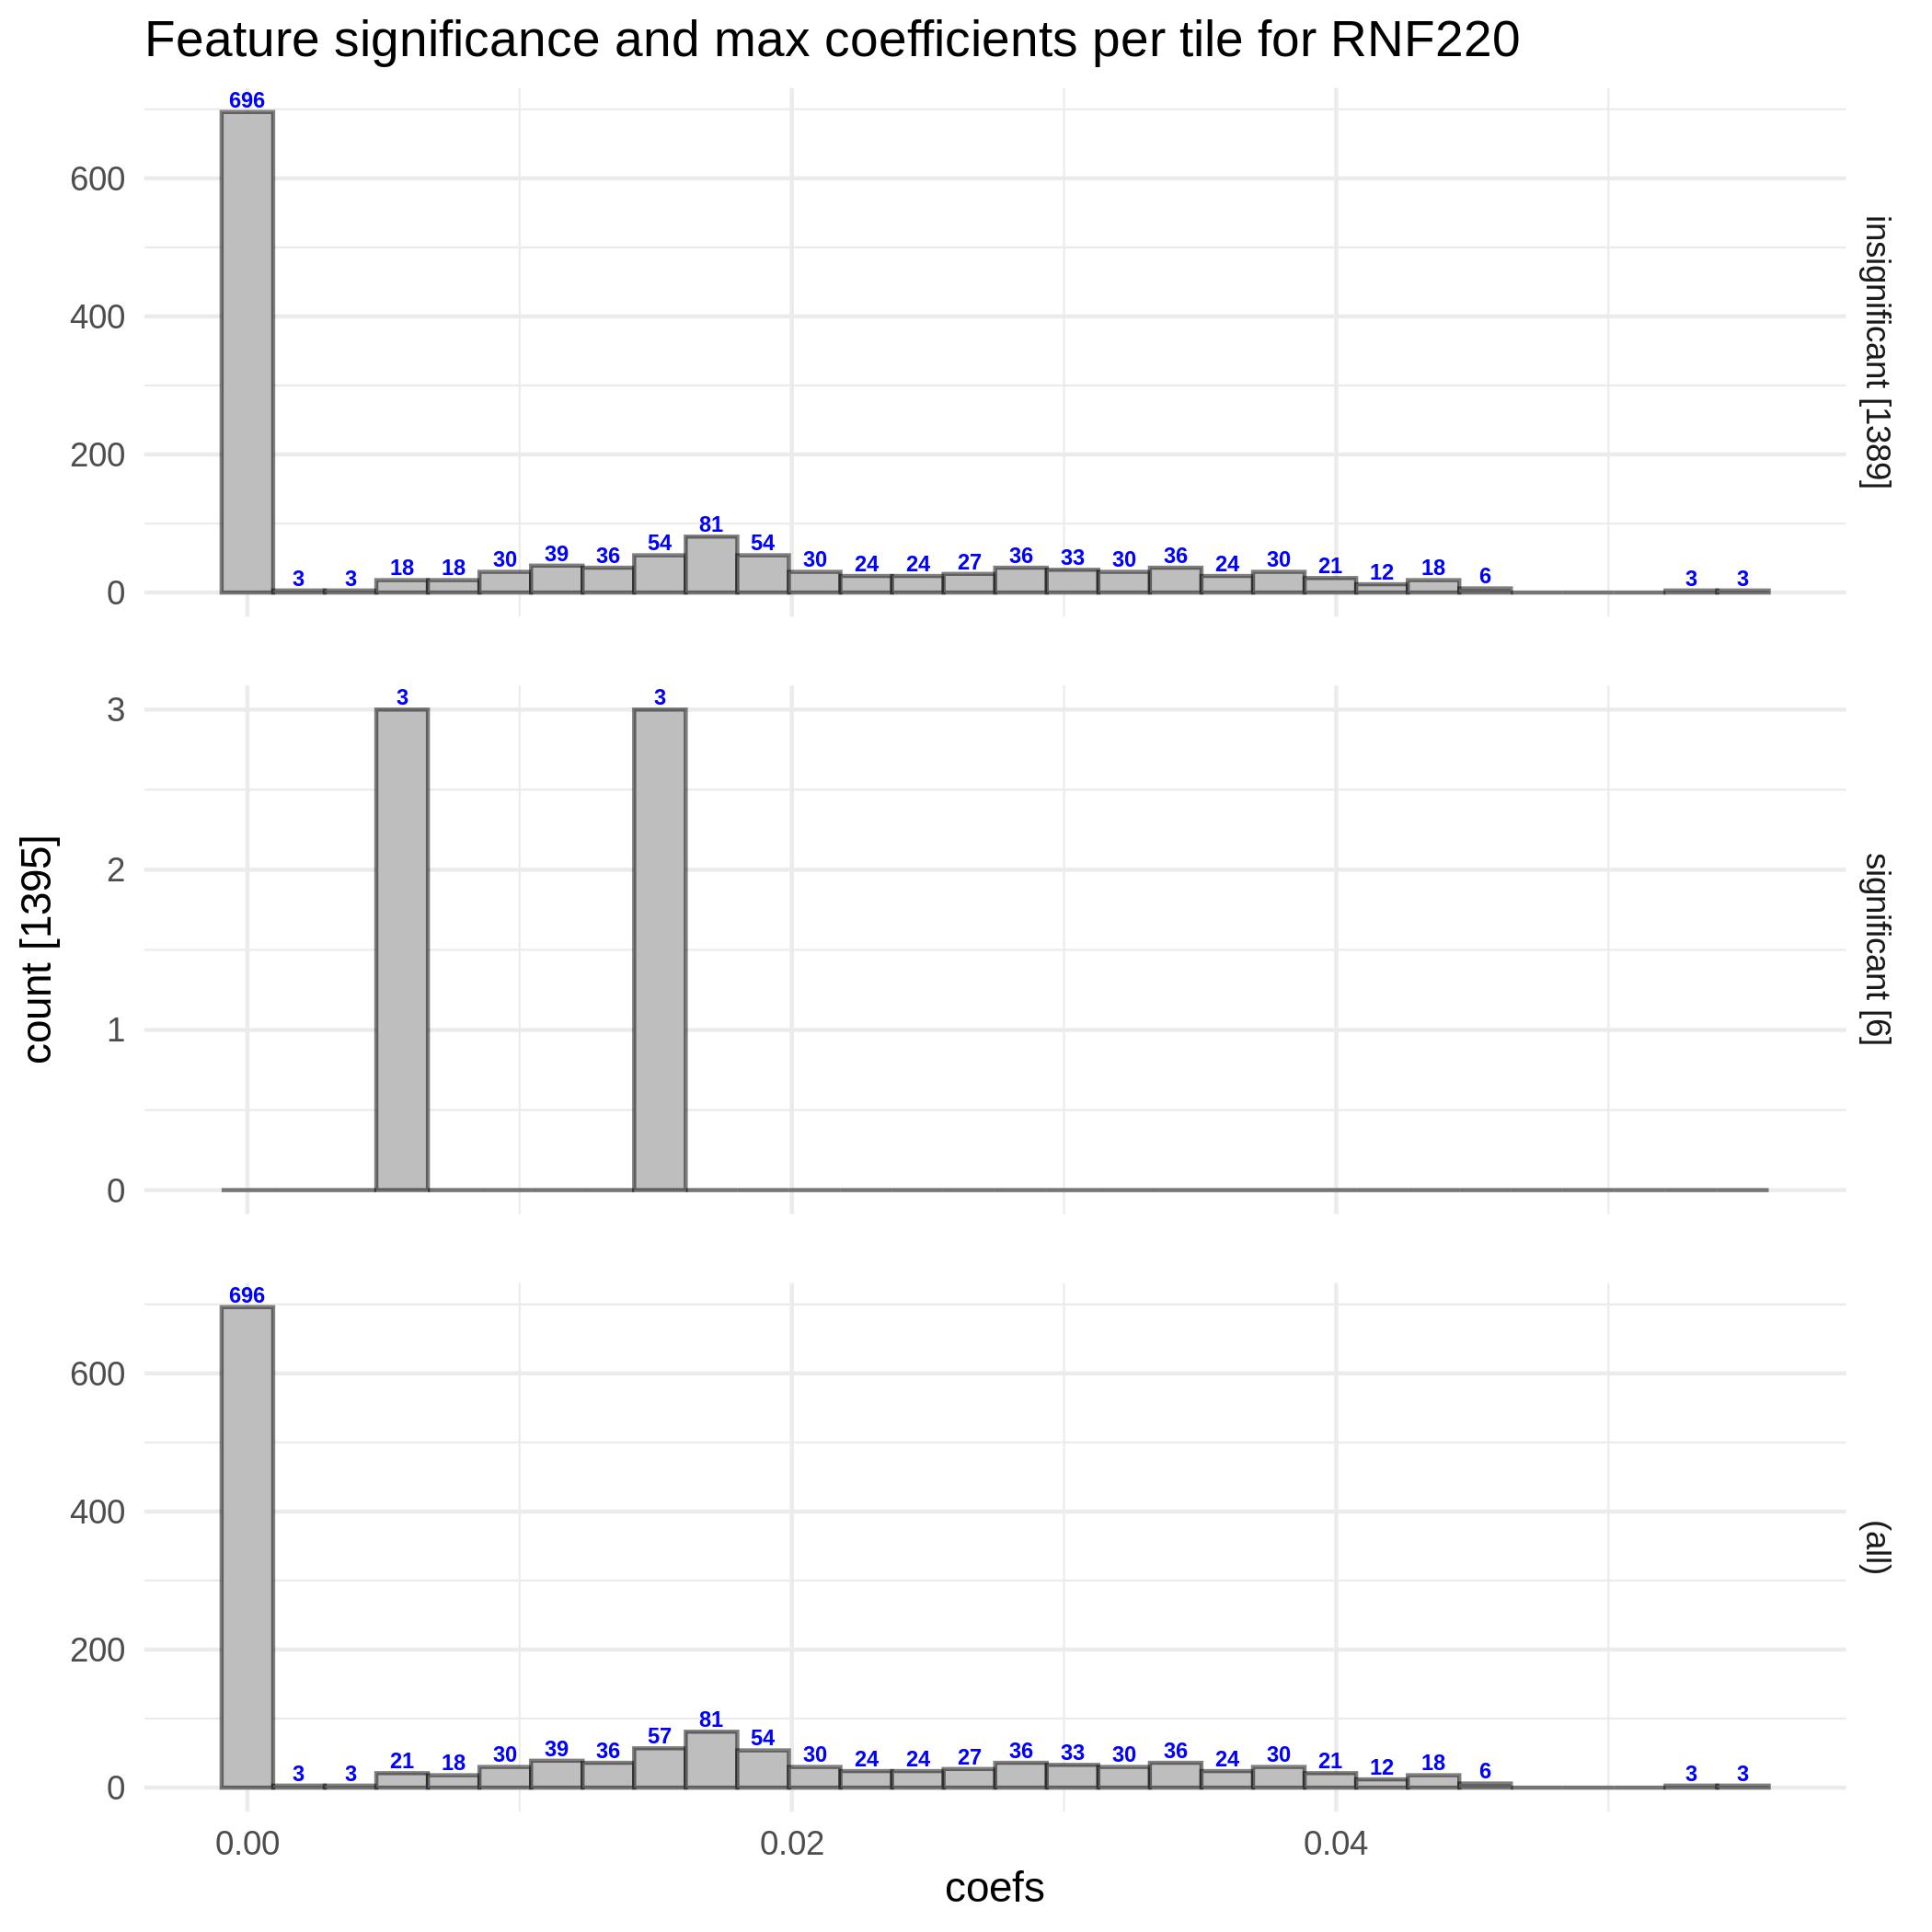 Feature significance and max coefficients per tile for RNF220
696
3 3 18 18 30 39 36 54 81 54 30 24 24 27 36 33 30 36 24 30 21 12 18 6 3 3
600
400
200
0
insignificant [1389]
3 3
3
2
1
0
significant [6]
count [1395]
696
3 3 21 18 30 39 36 57 81 54 30 24 24 27 36 33 30 36 24 30 21 12 18 6 3 3
600
400
200
0
(all)
0.00 0.02 0.04
coefs